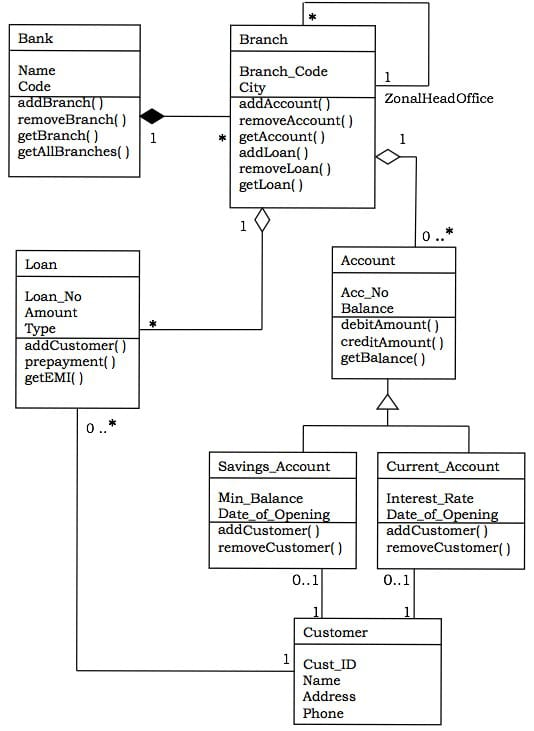 Bank
Name
Code
addBranch( )
removeBranch( )
getBranch( )
getAllBranches( )
1
*
Branch
Branch_Code
City
addAccount( )
removeAccount( )
getAccount( )
addLoan( )
removeLoan( )
getLoan( )
*
1
ZonalHeadOffice
1
0 ..*
1
*
Loan
Loan_No
Amount
Type
addCustomer( )
prepayment( )
getEMI( )
0 ..*
Account
Acc_No
Balance
debitAmount( )
creditAmount( )
getBalance( )
Savings_Account
Min_Balance
Date_of_Opening
addCustomer( )
removeCustomer( )
Current_Account
Interest_Rate
Date_of_Opening
addCustomer( )
removeCustomer( )
0..1
0..1
1
1
1
Customer
Cust_ID
Name
Address
Phone